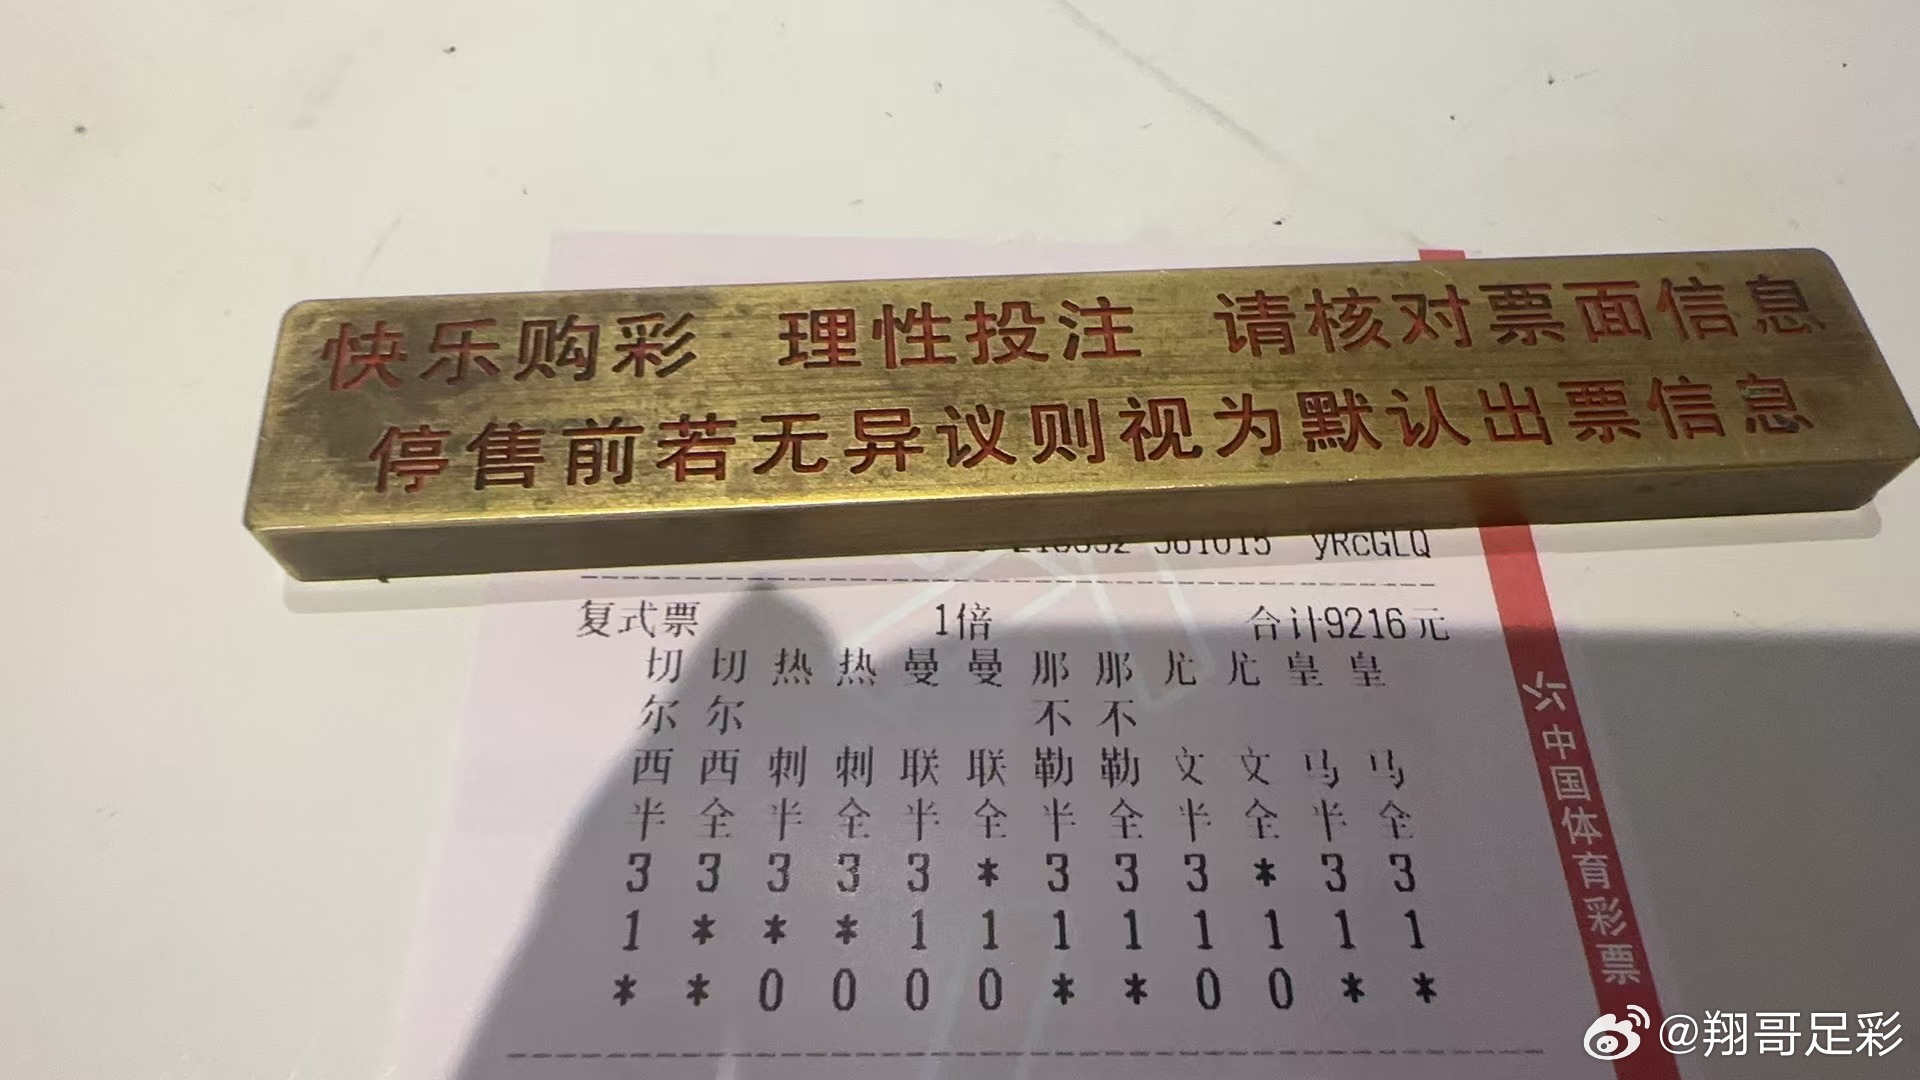 快乐购彩 理性投注 请核对票面信息
停售前若无异议则视为默认出票信息
yRcGLQ
复式票 1倍 合计9216元
切 切 热 热 曼 曼 那 那 尤 尤 皇 皇
尔 尔 不 不
西 西 刺 刺 联 联 勒 勒 文 文 马 马
半 全 半 全 半 全 半 全 半 全 半 全
3 3 3 3 3 * 3 3 3 * 3 3
1 * * * 1 1 1 1 1 1 1 1
* * 0 0 0 0 * * 0 0 * *
中国体育彩票
@翔哥足彩